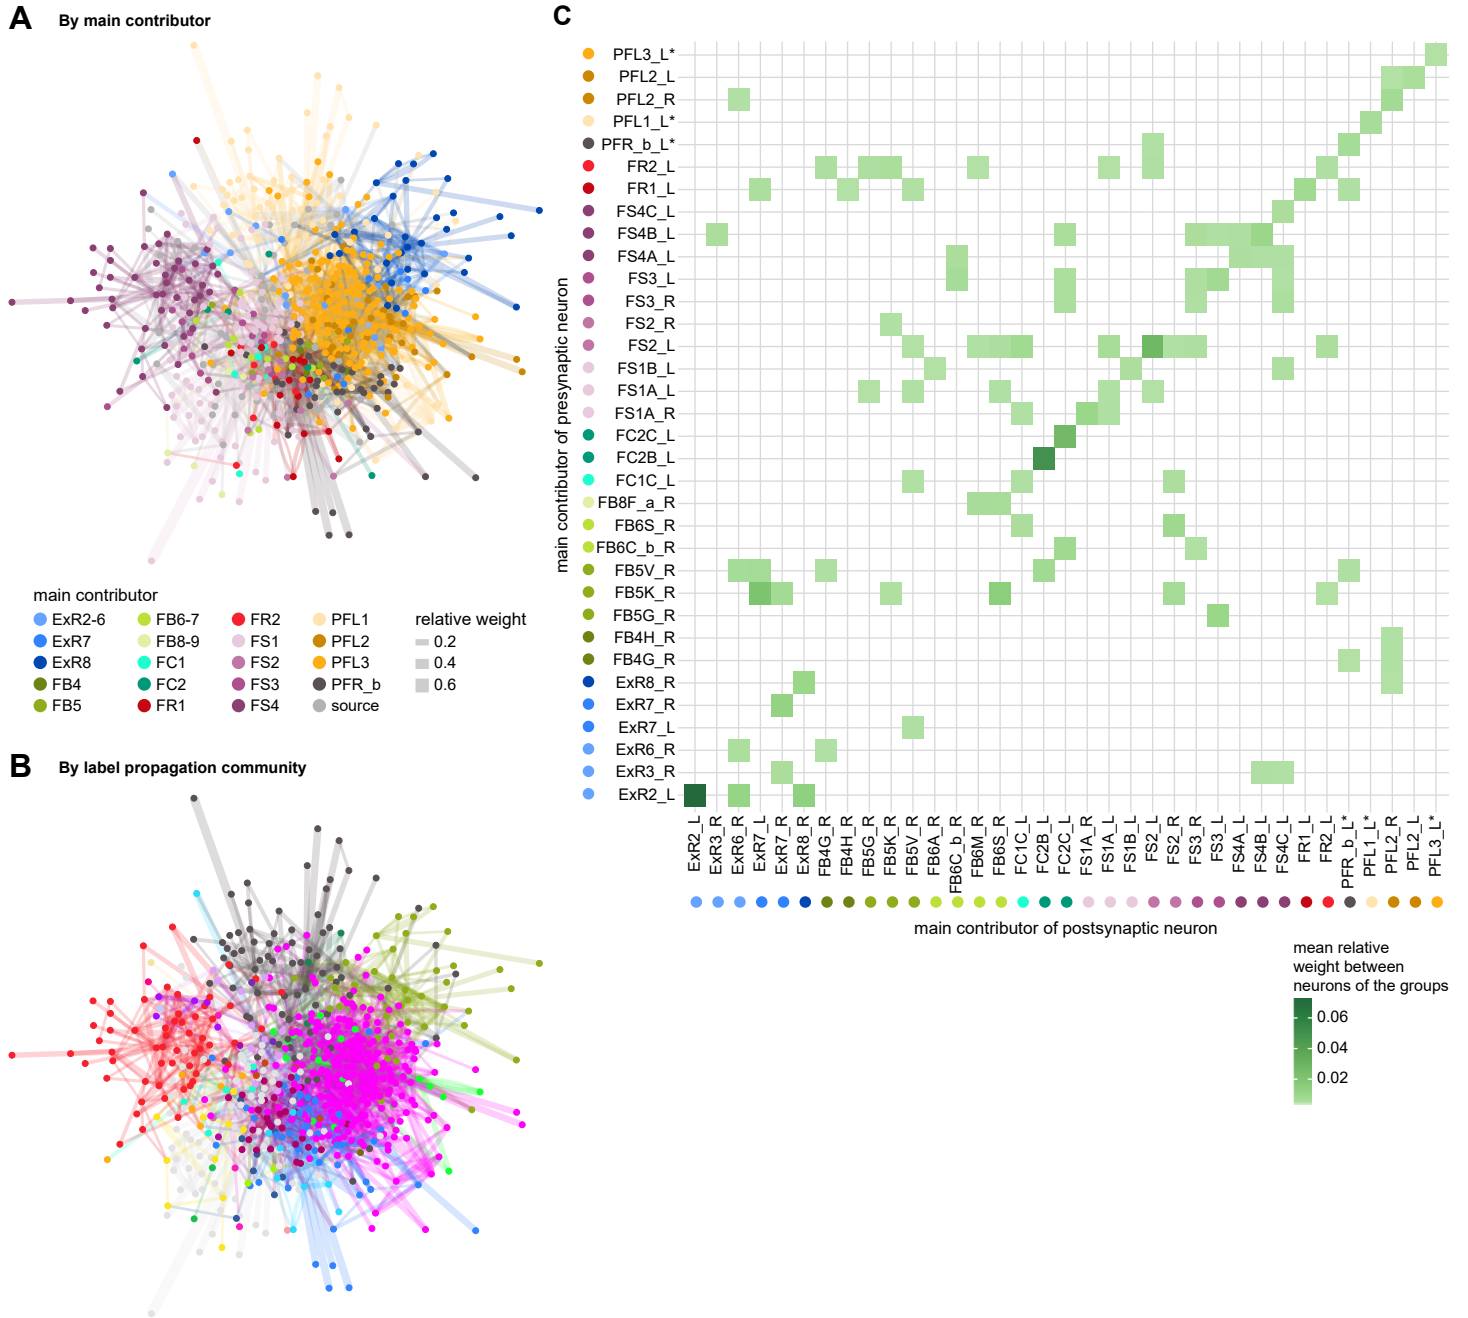 A By main contributor
main contributor
ExR2-6 FB6-7 FR2 PFL1
ExR7 FB8-9 FS1 PFL2
ExR8 FC1 FS2 PFL3
FB4 FC2 FS3 PFR_b
FB5 FR1 FS4 source
relative weight
0.2
0.4
0.6
B By label propagation community
C
main contributor of presynaptic neuron
PFL3_L*
PFL2_L
PFL2_R
PFL1_L*
PFR_b_L*
FR2_L
FR1_L
FS4C_L
FS4B_L
FS4A_L
FS3_L
FS3_R
FS2_R
FS2_L
FS1B_L
FS1A_L
FS1A_R
FC2C_L
FC2B_L
FC1C_L
FB8F_a_R
FB6S_R
FB6C_b_R
FB5V_R
FB5K_R
FB5G_R
FB4H_R
FB4G_R
ExR8_R
ExR7_R
ExR7_L
ExR6_R
ExR3_R
ExR2_L
ExR2_L
ExR3_R
ExR6_R
ExR7_L
ExR7_R
ExR8_R
FB4G_R
FB4H_R
FB5G_R
FB5K_R
FB5V_R
FB6A_R
FB6C_b_R
FB6M_R
FB6S_R
FC1C_L
FC2B_L
FC2C_L
FS1A_R
FS1A_L
FS1B_L
FS2_L
FS2_R
FS3_R
FS3_L
FS4A_L
FS4B_L
FS4C_L
FR1_L
FR2_L
PFR_b_L*
PFL1_L*
PFL2_R
PFL2_L
PFL3_L*
main contributor of postsynaptic neuron
mean relative
weight between
neurons of the groups
0.06
0.04
0.02